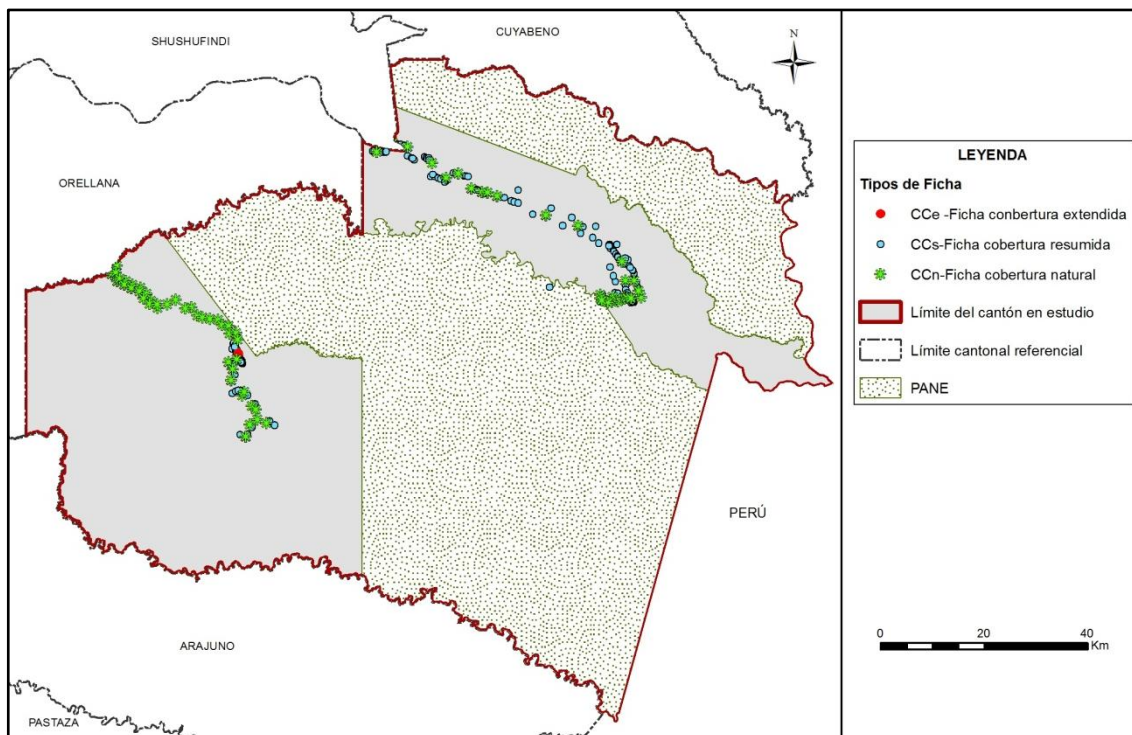 SHUSHUFINDI
CUYABENO
N
ORELLANA
PERÚ
ARAJUNO
PASTAZA
LEYENDA
Tipos de Ficha
CCe -Ficha conbertura extendida
CCs-Ficha cobertura resumida
CCn-Ficha cobertura natural
Límite del cantón en estudio
Límite cantonal referencial
PANE
0 20 40
Km